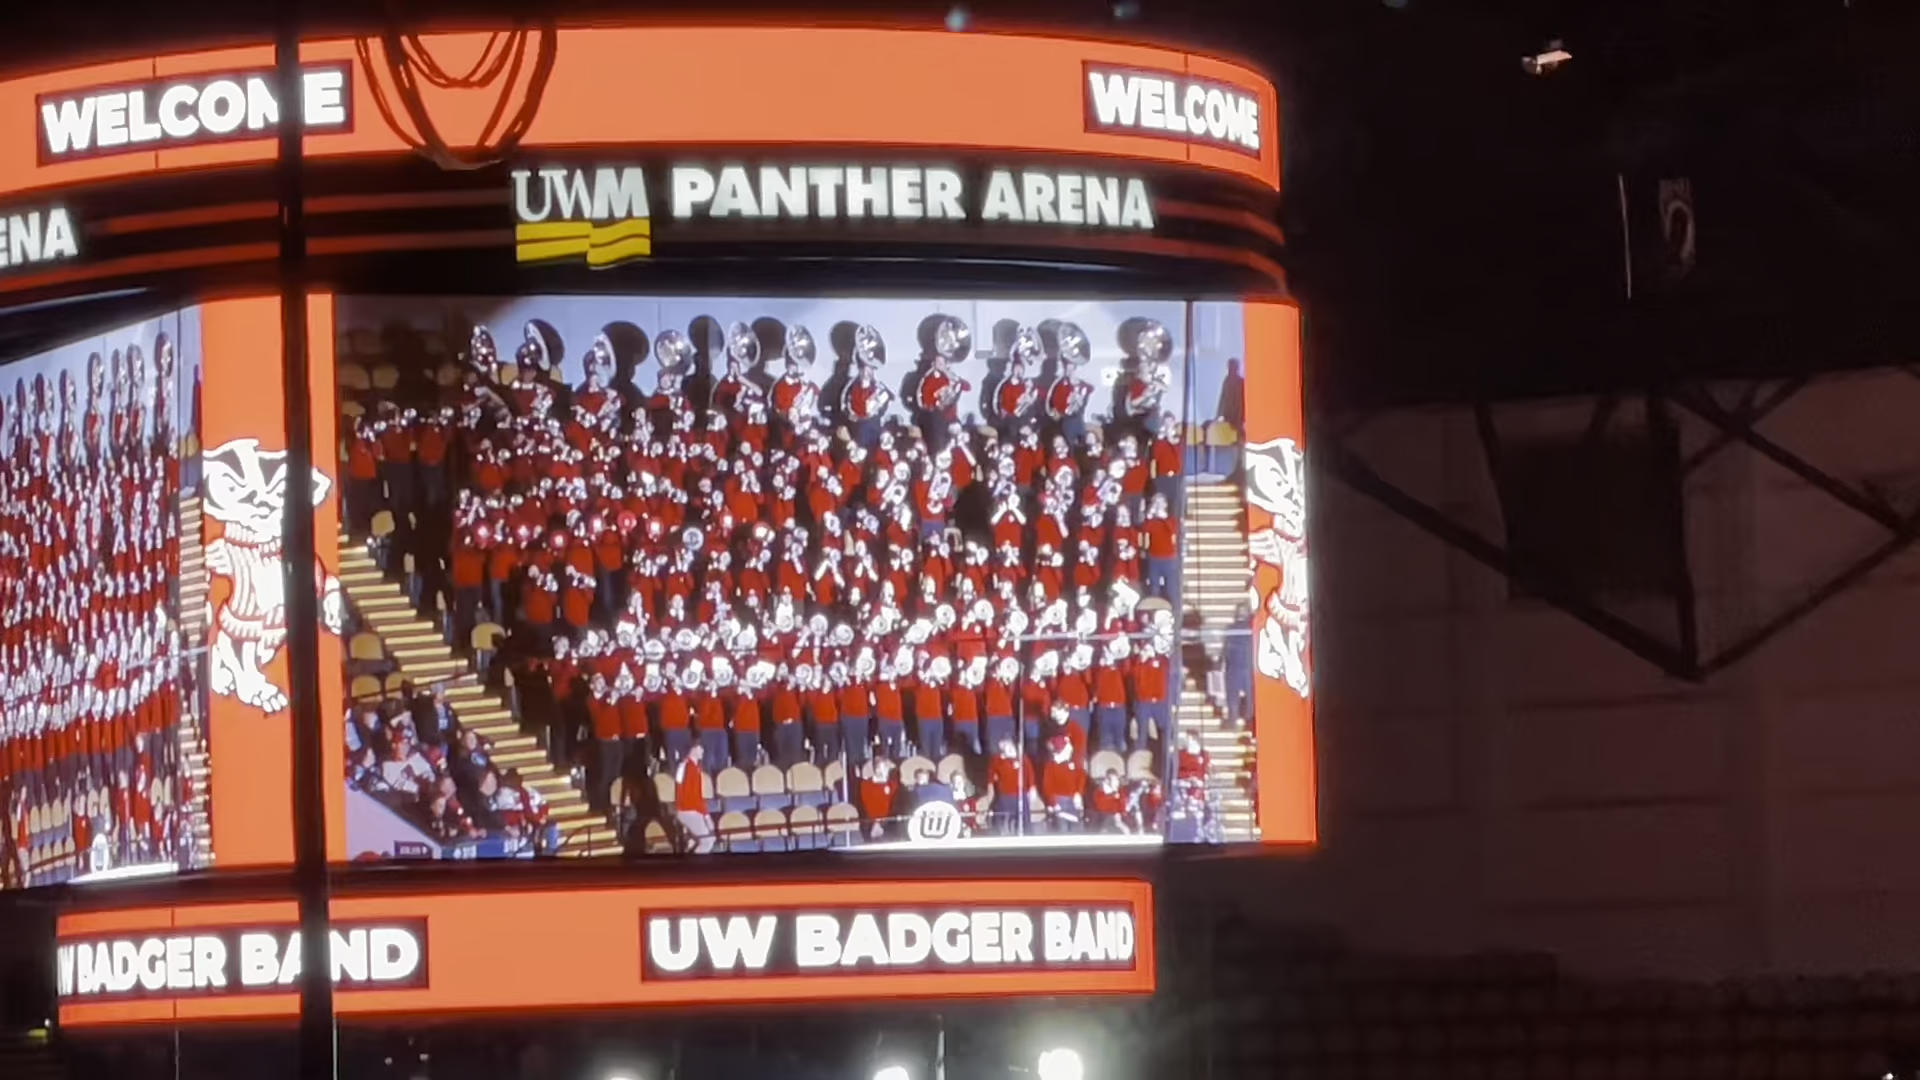 WELCOME
WELCOME
UWM PANTHER ARENA
ENA
W
W BADGER BAND
UW BADGER BAND